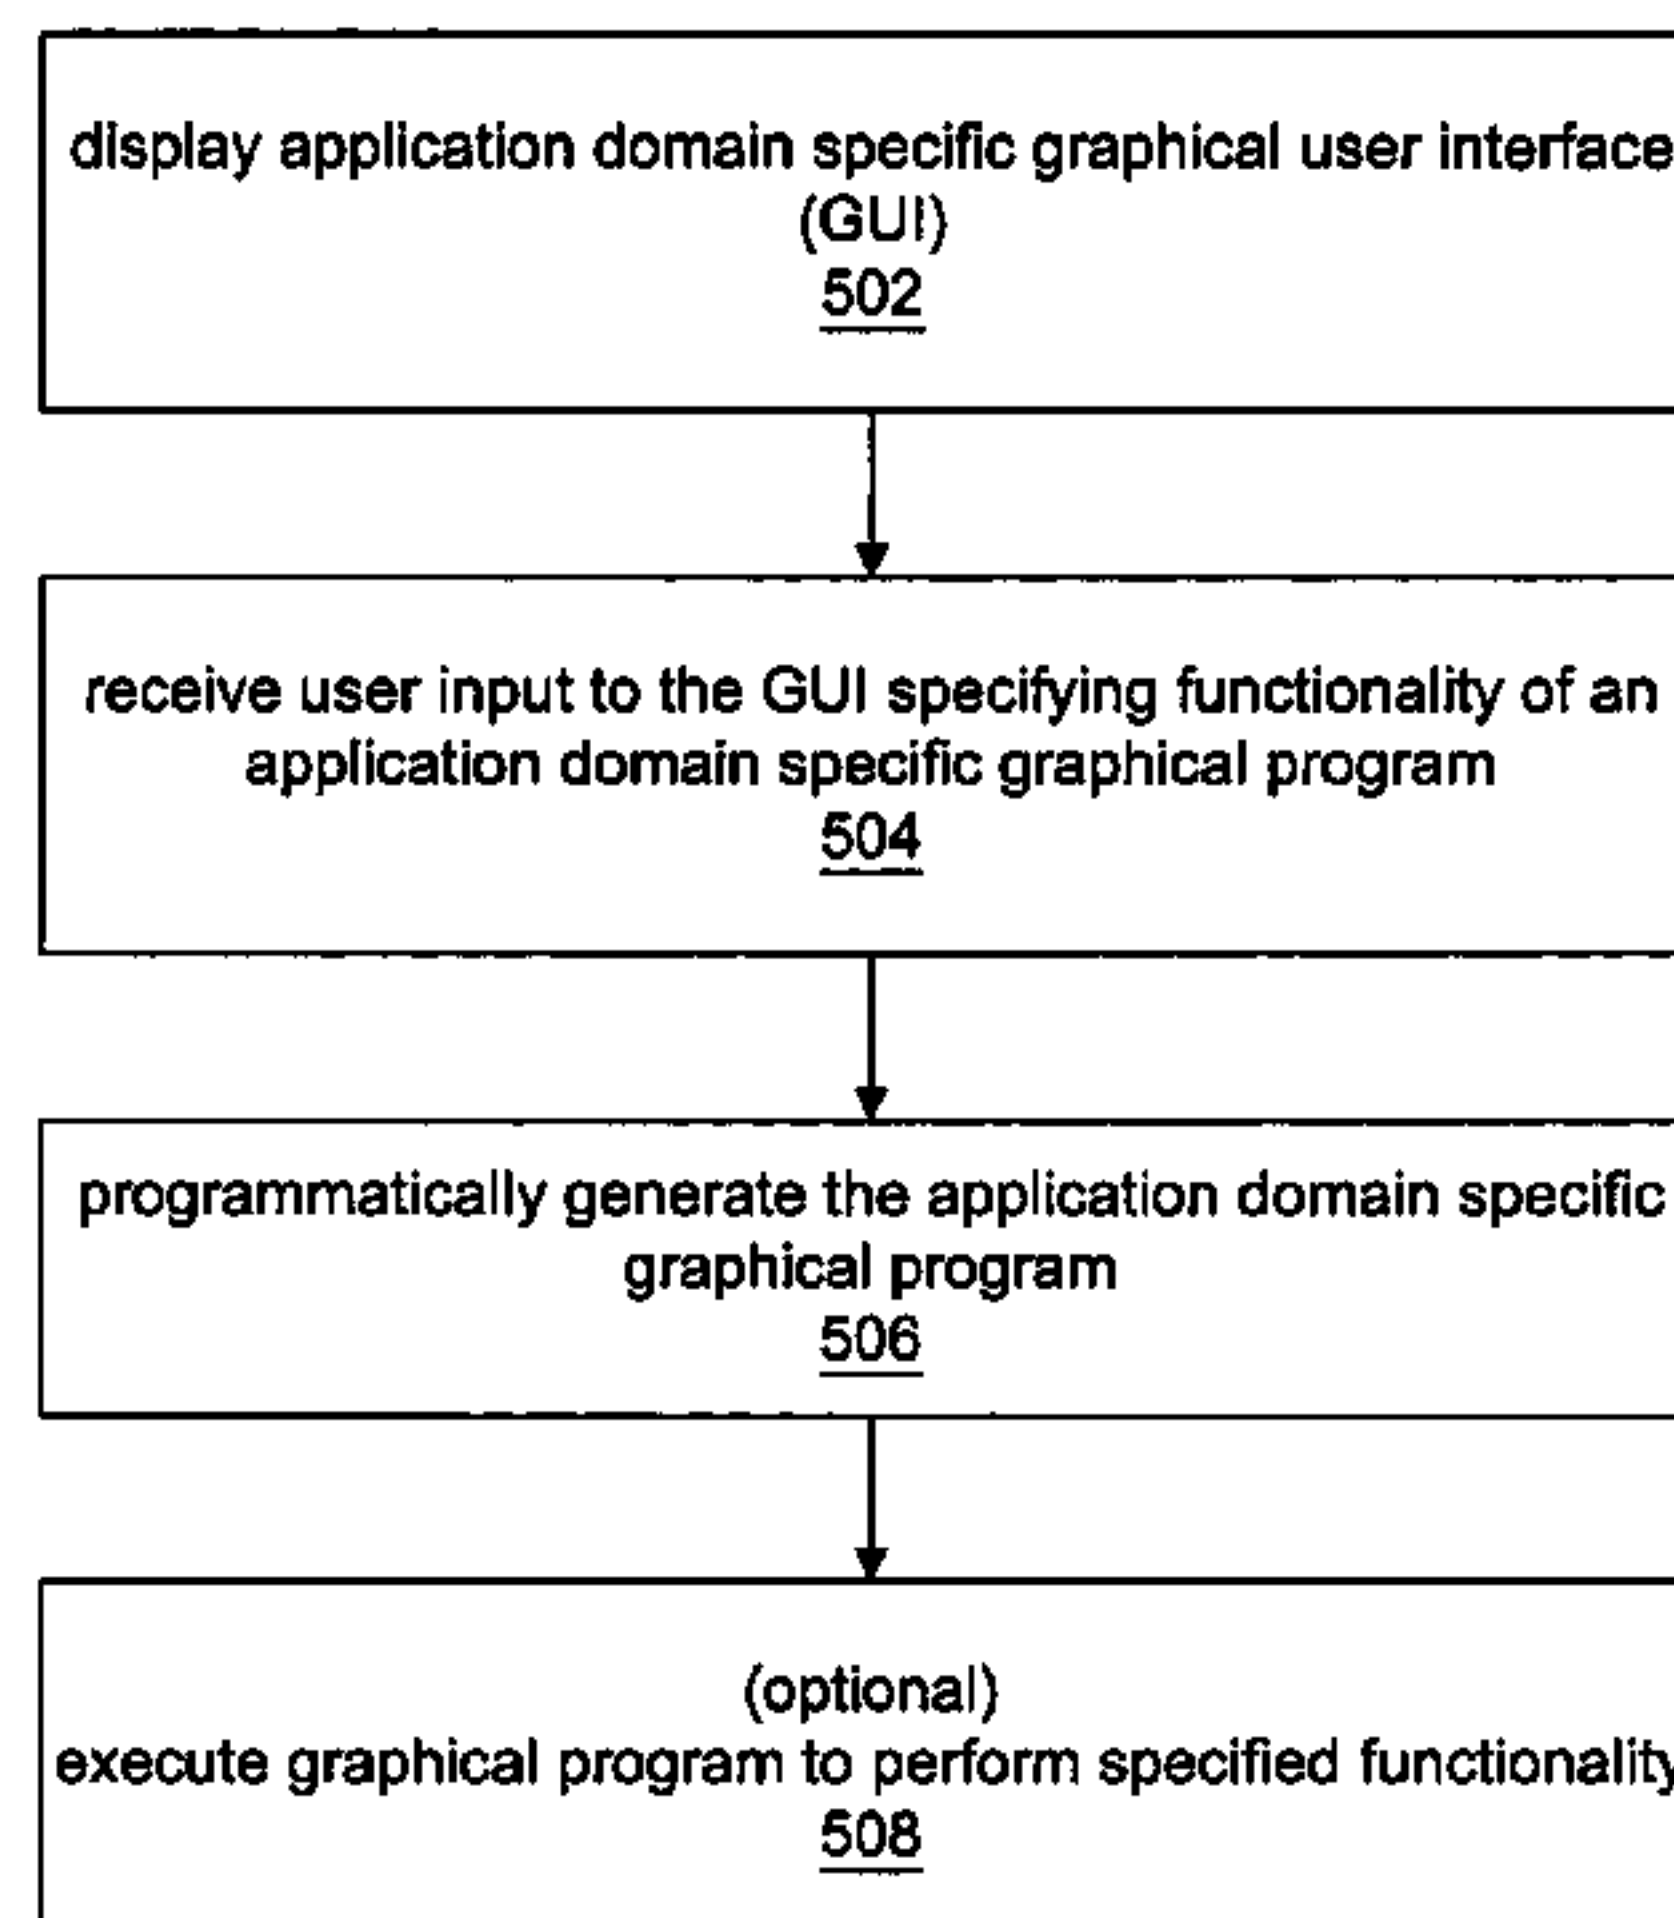 display application domain specific graphical user interface
(GUI)
502
receive user input to the GUI specifying functionality of an
application domain specific graphical program
504
programmatically generate the application domain specific
graphical program
506
(optional)
execute graphical program to perform specified functionality
508